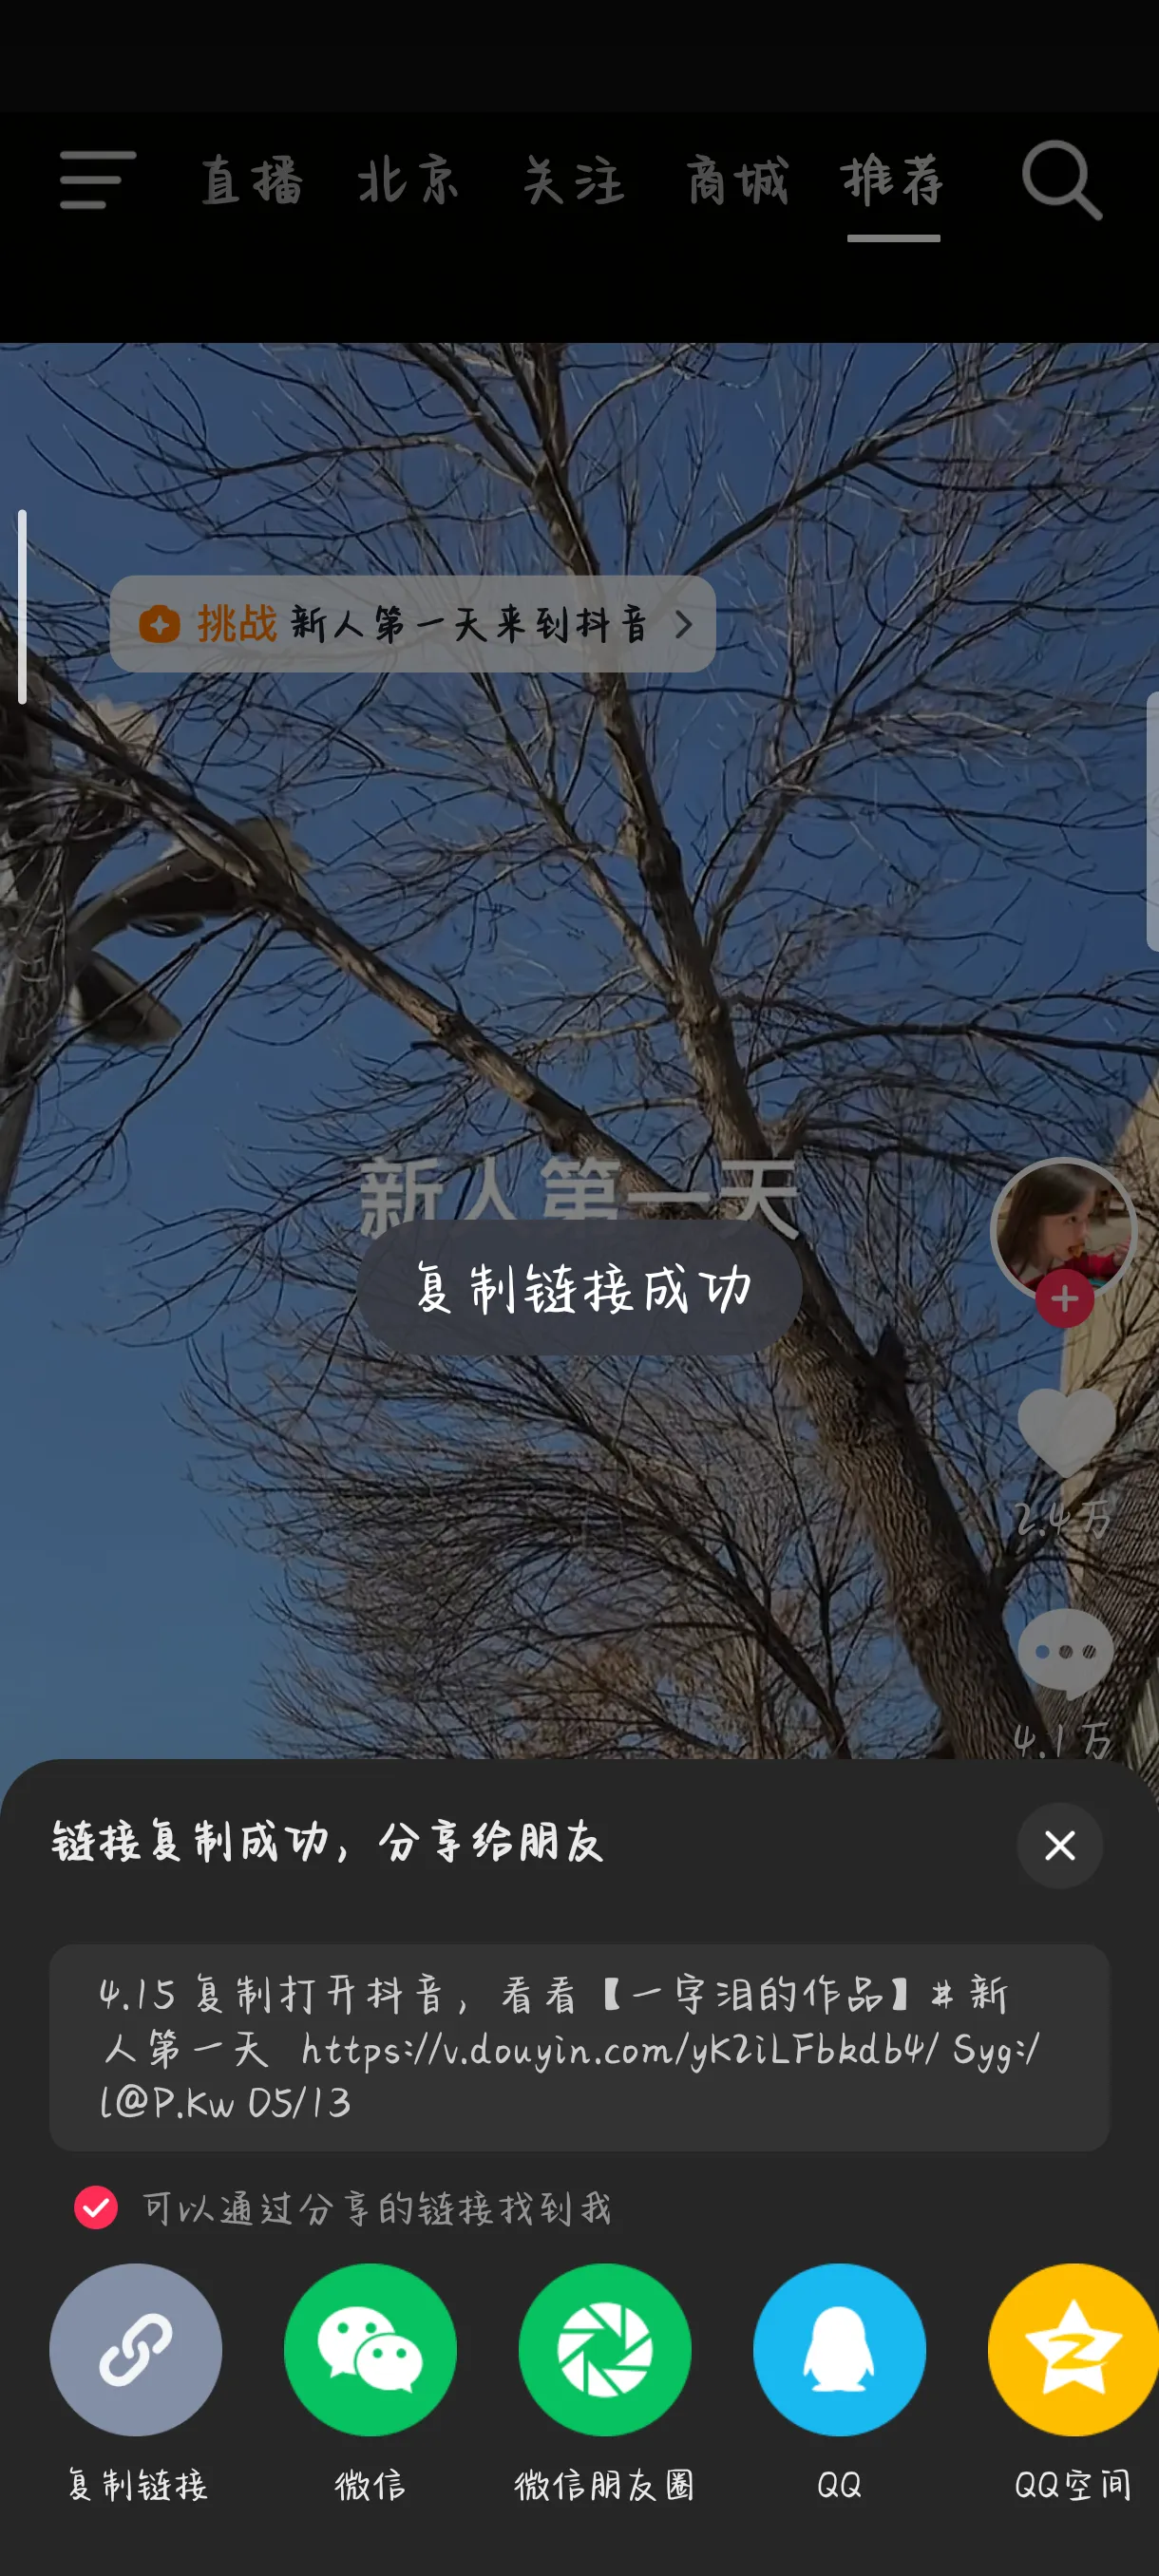 直播 北京 关注 商城 推荐
挑战 新人第一天来到抖音
新人第一天
复制链接成功
2.4万
4.1万
链接复制成功，分享给朋友
4.15 复制打开抖音，看看【一字泪的作品】# 新
人第一天 https://v.douyin.com/yK2iLFbkdb4/ Syg:/
l@P.Kw 05/13
可以通过分享的链接找到我
复制链接 微信 微信朋友圈 QQ QQ空间